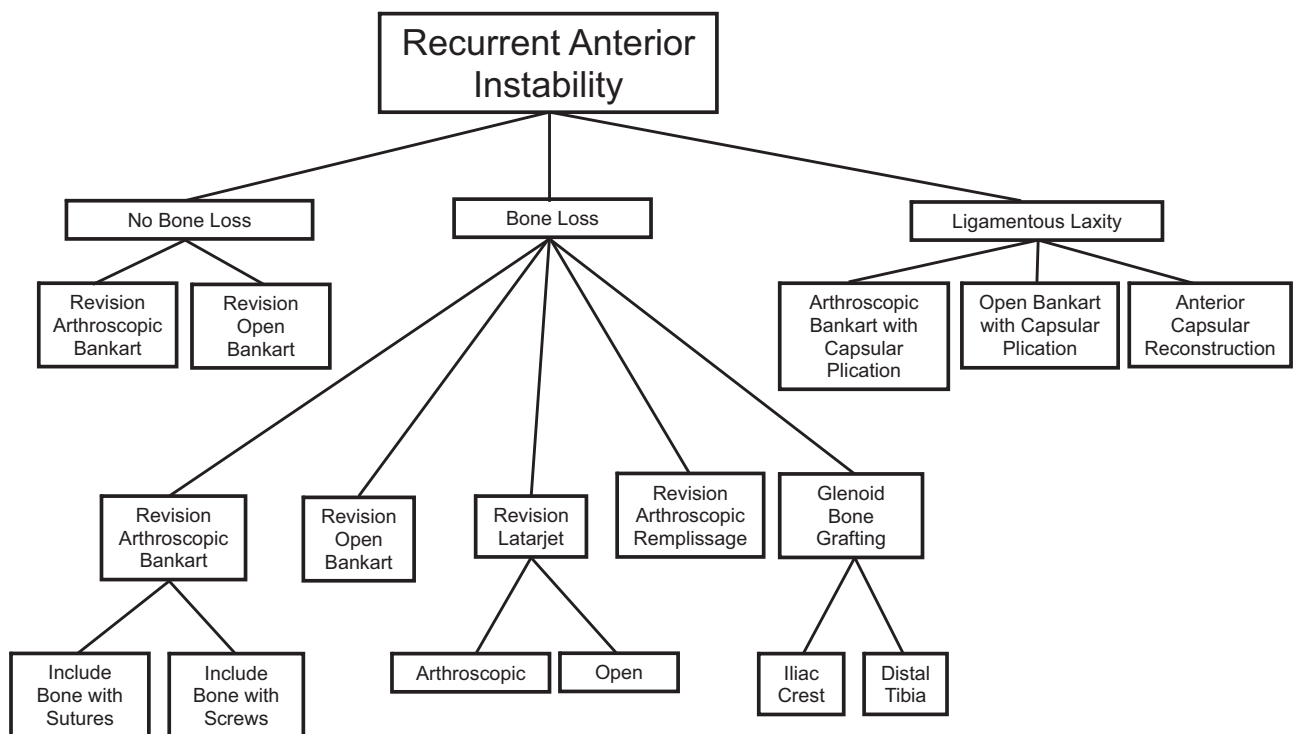 Recurrent Anterior
Instability
No Bone Loss
Bone Loss
Ligamentous Laxity
Revision
Arthroscopic
Bankart
Revision
Open
Bankart
Arthroscopic
Bankart with
Capsular
Plication
Open Bankart
with Capsular
Plication
Anterior
Capsular
Reconstruction
Revision
Arthroscopic
Bankart
Revision
Open
Bankart
Revision
Latarjet
Revision
Arthroscopic
Remplissage
Glenoid
Bone
Grafting
Include
Bone with
Sutures
Include
Bone with
Screws
Arthroscopic
Open
Iliac
Crest
Distal
Tibia